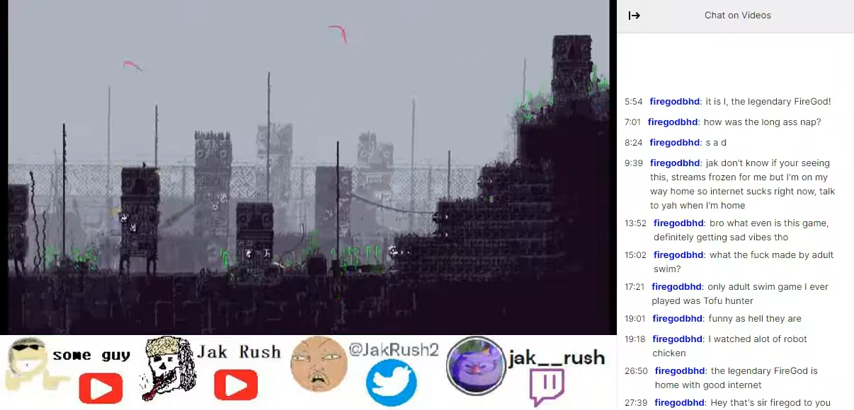 Chat on Videos
5:54 firegodbhd: it is I, the legendary FireGod!
7:01 firegodbhd: how was the long ass nap?
8:24 firegodbhd: s a d
9:39 firegodbhd: jak don't know if your seeing
this, streams frozen for me but I'm on my
way home so internet sucks right now, talk
to yah when I'm home
13:52 firegodbhd: bro what even is this game,
definitely getting sad vibes tho
15:02 firegodbhd: what the fuck made by adult
swim?
17:21 firegodbhd: only adult swim game I ever
played was Tofu hunter
19:01 firegodbhd: funny as hell they are
19:18 firegodbhd: I watched alot of robot
chicken
26:50 firegodbhd: the legendary FireGod is
home with good internet
27:39 firegodbhd: Hey that's sir firegod to you
some guy
Jak Rush
@JakRush2
jak__rush